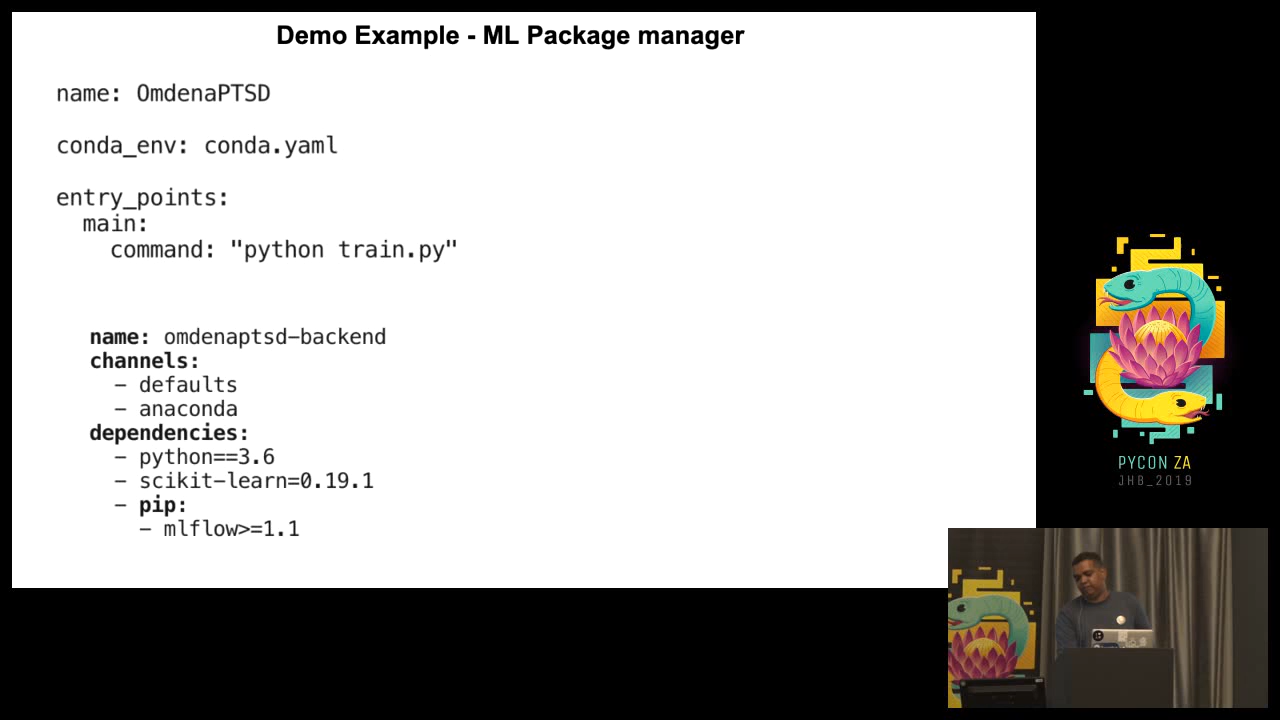 Demo Example - ML Package manager
name: OmdenaPTSD
conda_env: conda.yaml
entry_points:
  main:
    command: "python train.py"
name: omdenaptsd-backend
channels:
  - defaults
  - anaconda
dependencies:
  - python==3.6
  - scikit-learn=0.19.1
  - pip:
    - mlflow>=1.1
PYCON ZA
JHB_2019